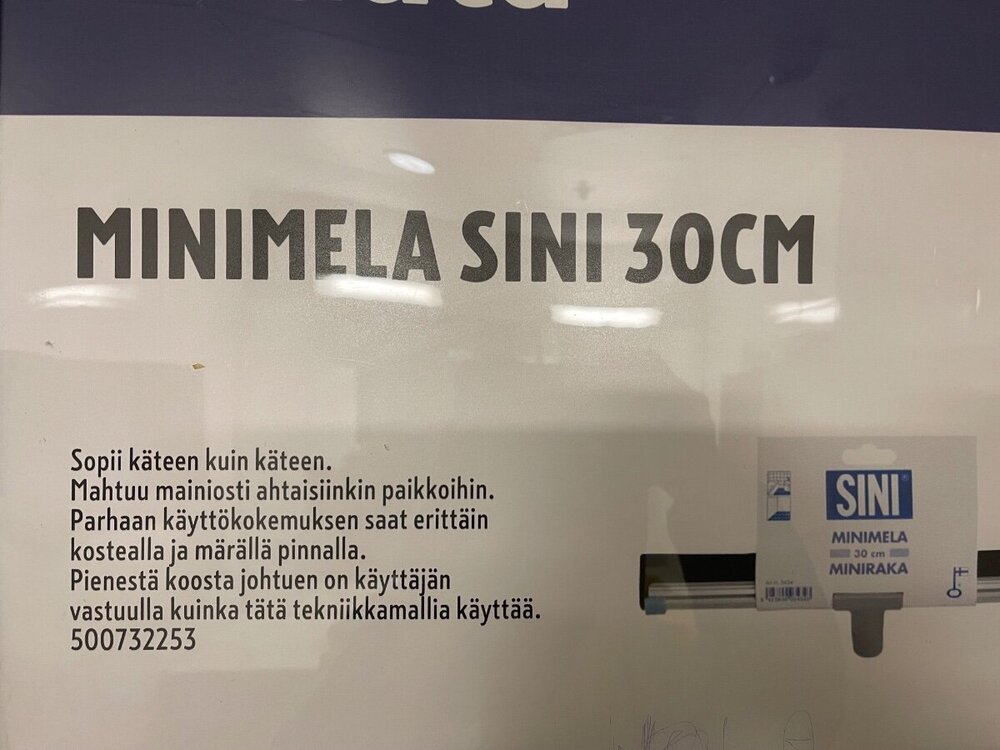 MINIMELA SINI 30CM
Sopii käteen kuin käteen.
Mahtuu mainiosti ahtaisiinkin paikkoihin.
Parhaan käyttökokemuksen saat erittäin
kostealla ja märällä pinnalla.
Pienestä koosta johtuen on käyttäjän
vastuulla kuinka tätä tekniikkamallia käyttää.
500732253
SINI®
MINIMELA
30 cm
MINIRAKA